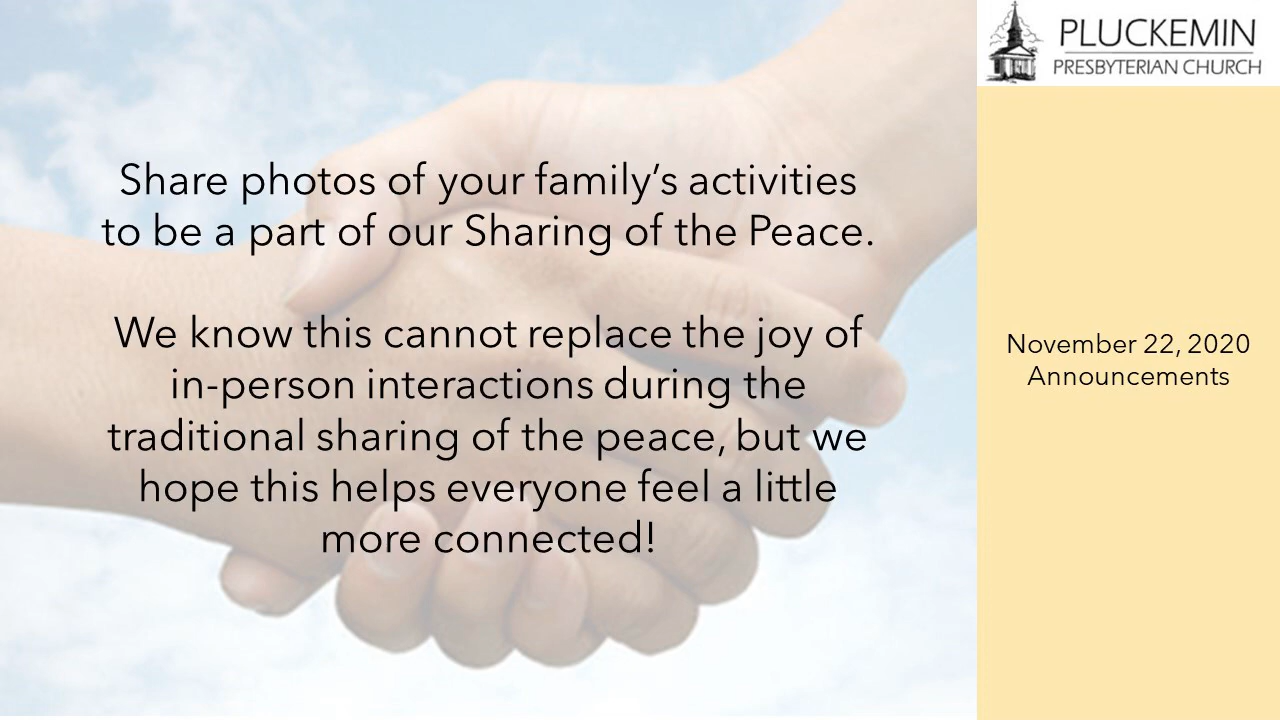 Share photos of your family’s activities
to be a part of our Sharing of the Peace.
We know this cannot replace the joy of
in-person interactions during the
traditional sharing of the peace, but we
hope this helps everyone feel a little
more connected!
PLUCKEMIN
PRESBYTERIAN CHURCH
November 22, 2020
Announcements